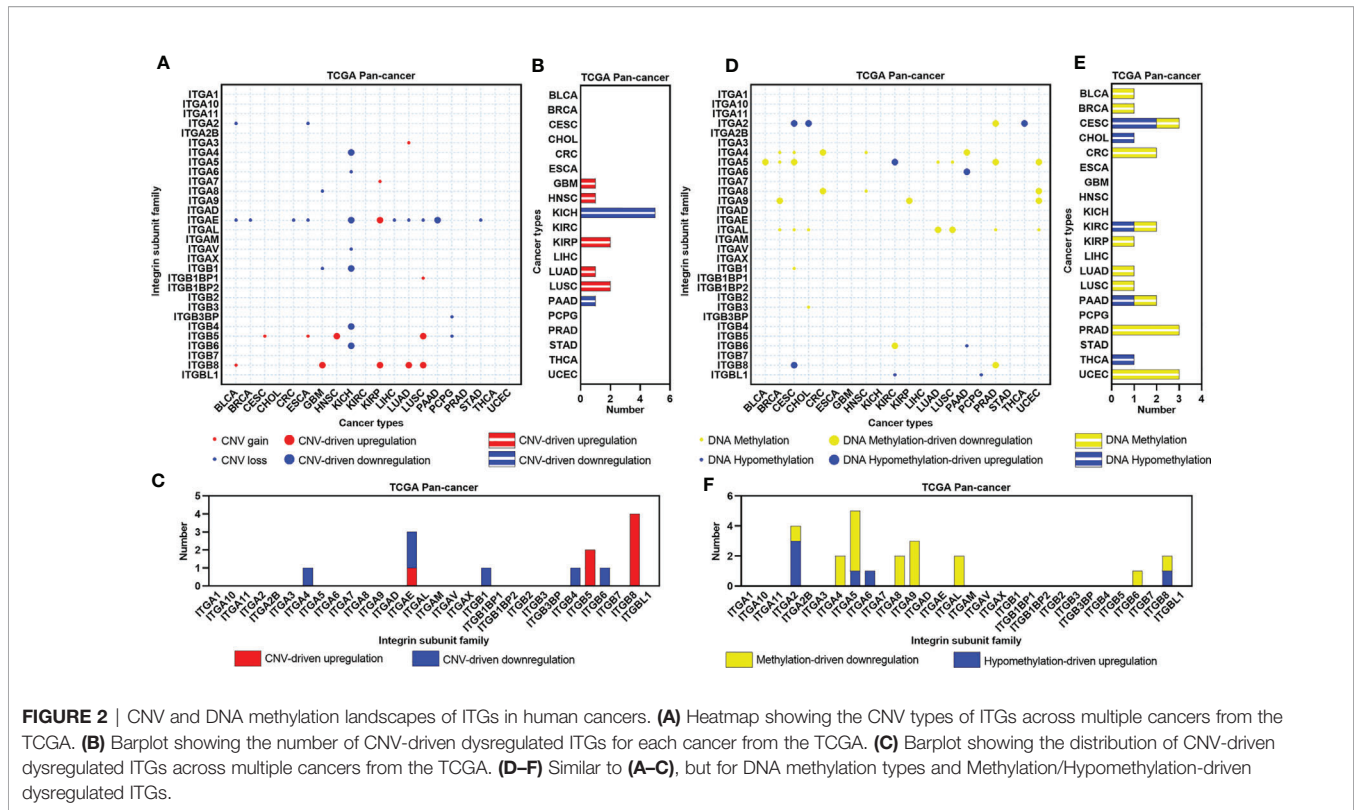 A
TCGA Pan-cancer
Integrin subunit family
ITGA1
ITGA10
ITGA11
ITGA2
ITGA2B
ITGA3
ITGA4
ITGA5
ITGA6
ITGA7
ITGA8
ITGA9
ITGAD
ITGAE
ITGAL
ITGAM
ITGAV
ITGAX
ITGB1
ITGB1BP1
ITGB1BP2
ITGB2
ITGB3
ITGB3BP
ITGB4
ITGB5
ITGB6
ITGB7
ITGB8
ITGBL1
BLCA BRCA CESC CHOL CRC ESCA GBM HNSC KICH KIRC KIRP LIHC LUAD LUSC PAAD PCPG PRAD STAD THCA UCEC
Cancer types
CNV gain CNV-driven upregulation
CNV loss CNV-driven downregulation
B
TCGA Pan-cancer
Cancer types
BLCA
BRCA
CESC
CHOL
CRC
ESCA
GBM
HNSC
KICH
KIRC
KIRP
LIHC
LUAD
LUSC
PAAD
PCPG
PRAD
STAD
THCA
UCEC
0 1 2 3 4 5 6
Number
CNV-driven upregulation
CNV-driven downregulation
D
TCGA Pan-cancer
Integrin subunit family
ITGA1
ITGA10
ITGA11
ITGA2
ITGA2B
ITGA3
ITGA4
ITGA5
ITGA6
ITGA7
ITGA8
ITGA9
ITGAD
ITGAE
ITGAL
ITGAM
ITGAV
ITGAX
ITGB1
ITGB1BP1
ITGB1BP2
ITGB2
ITGB3
ITGB3BP
ITGB4
ITGB5
ITGB6
ITGB7
ITGB8
ITGBL1
BLCA BRCA CESC CHOL CRC ESCA GBM HNSC KICH KIRC KIRP LIHC LUAD LUSC PAAD PCPG PRAD STAD THCA UCEC
Cancer types
DNA Methylation DNA Methylation-driven downregulation
DNA Hypomethylation DNA Hypomethylation-driven upregulation
E
TCGA Pan-cancer
Cancer types
BLCA
BRCA
CESC
CHOL
CRC
ESCA
GBM
HNSC
KICH
KIRC
KIRP
LIHC
LUAD
LUSC
PAAD
PCPG
PRAD
STAD
THCA
UCEC
0 1 2 3 4
Number
DNA Methylation
DNA Hypomethylation
C
TCGA Pan-cancer
Number
5
4
3
2
1
0
ITGA1 ITGA10 ITGA11 ITGA2 ITGA2B ITGA3 ITGA4 ITGA5 ITGA6 ITGA7 ITGA8 ITGA9 ITGAD ITGAE ITGAL ITGAM ITGAV ITGAX ITGB1 ITGB1BP1 ITGB1BP2 ITGB2 ITGB3 ITGB3BP ITGB4 ITGB5 ITGB6 ITGB7 ITGB8 ITGBL1
Integrin subunit family
CNV-driven upregulation CNV-driven downregulation
F
TCGA Pan-cancer
Number
6
4
2
0
ITGA1 ITGA10 ITGA11 ITGA2 ITGA2B ITGA3 ITGA4 ITGA5 ITGA6 ITGA7 ITGA8 ITGA9 ITGAD ITGAE ITGAL ITGAM ITGAV ITGAX ITGB1 ITGB1BP1 ITGB1BP2 ITGB2 ITGB3 ITGB3BP ITGB4 ITGB5 ITGB6 ITGB7 ITGB8 ITGBL1
Integrin subunit family
Methylation-driven downregulation Hypomethylation-driven upregulation
FIGURE 2 | CNV and DNA methylation landscapes of ITGs in human cancers. (A) Heatmap showing the CNV types of ITGs across multiple cancers from the
TCGA. (B) Barplot showing the number of CNV-driven dysregulated ITGs for each cancer from the TCGA. (C) Barplot showing the distribution of CNV-driven
dysregulated ITGs across multiple cancers from the TCGA. (D–F) Similar to (A–C), but for DNA methylation types and Methylation/Hypomethylation-driven
dysregulated ITGs.